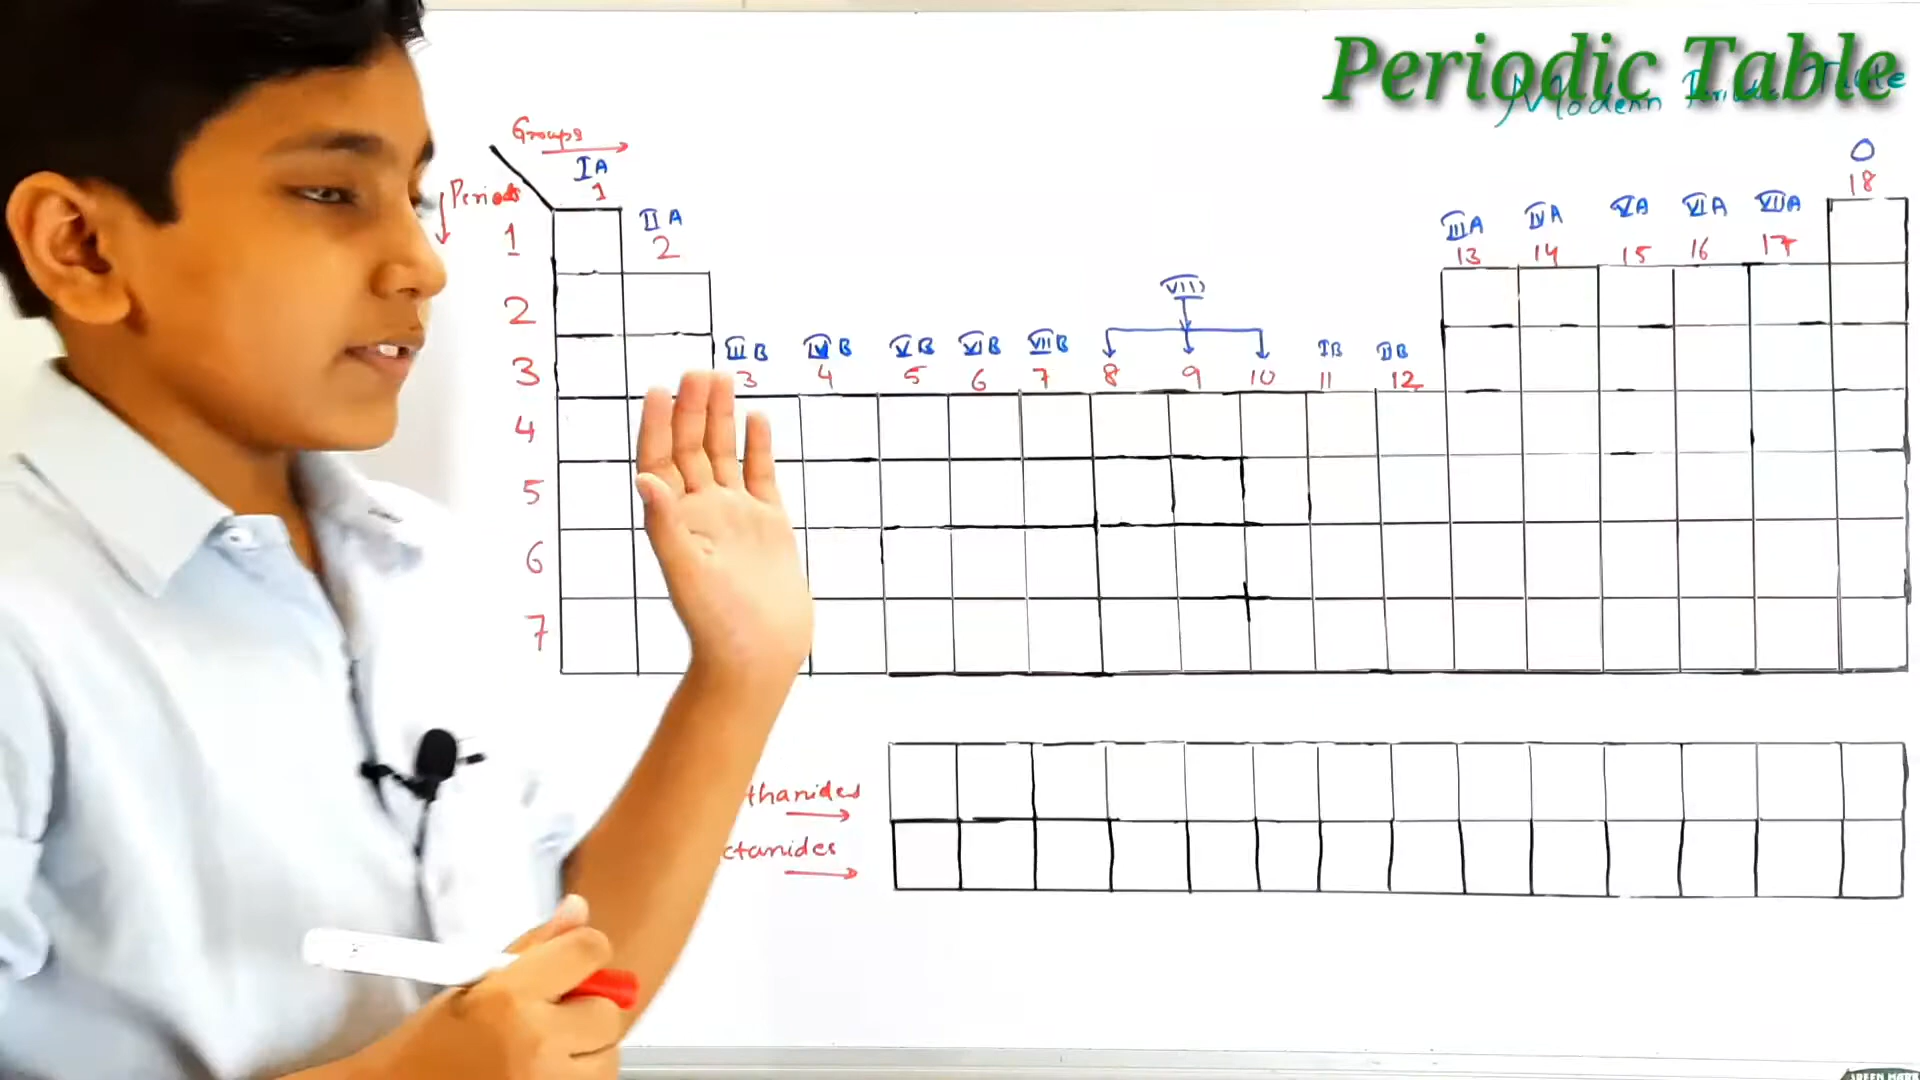 Periodic Table
Modern Periodic Table
Groups
Periods
IA
1
IIA
2
IIIB IVB VB VIB VIIB VIII IB IIB
3 4 5 6 7 8 9 10 11 12
IIIA IVA VA VIA VIIA O
13 14 15 16 17 18
1
2
3
4
5
6
7
thanides
ctanides